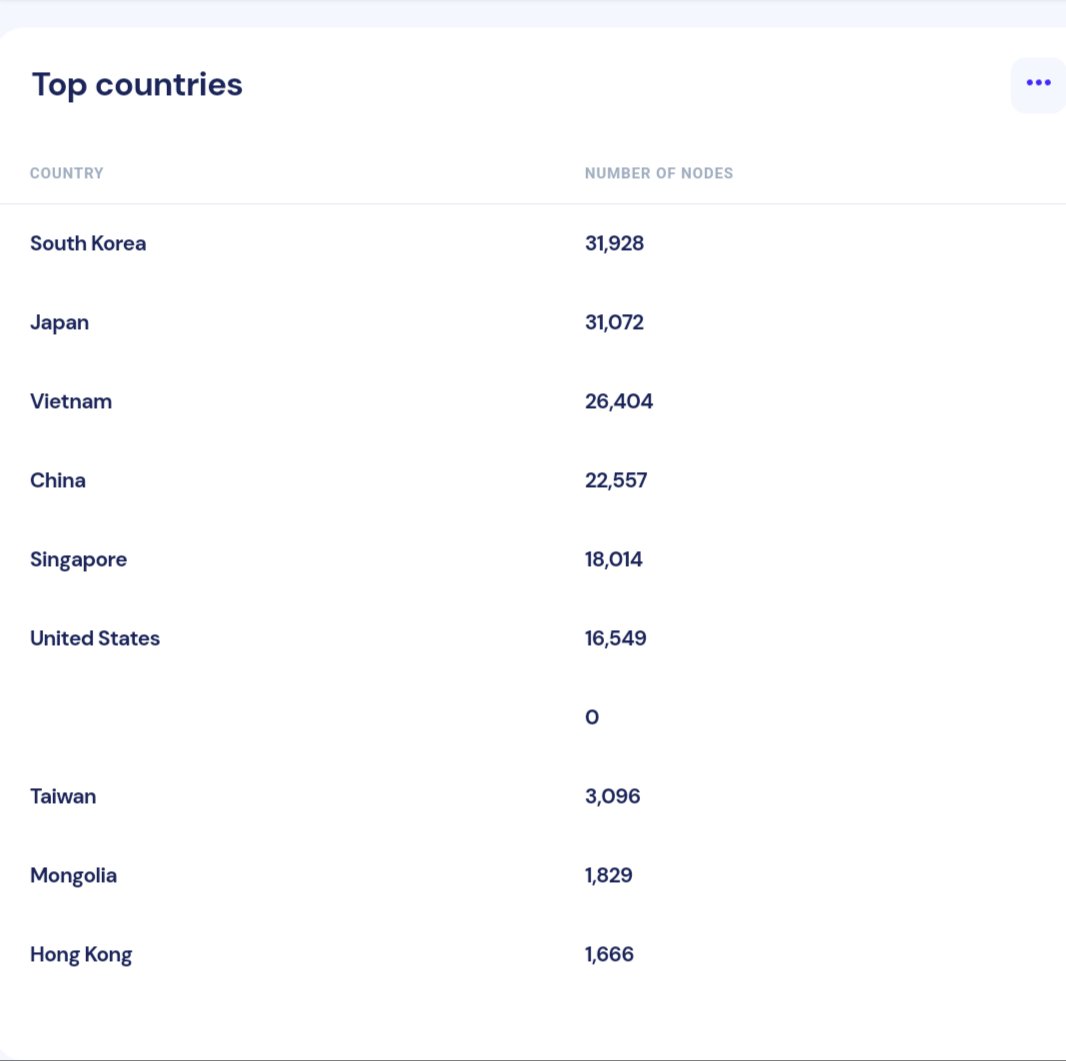 Top countries
COUNTRY NUMBER OF NODES
South Korea 31,928
Japan 31,072
Vietnam 26,404
China 22,557
Singapore 18,014
United States 16,549
0
Taiwan 3,096
Mongolia 1,829
Hong Kong 1,666